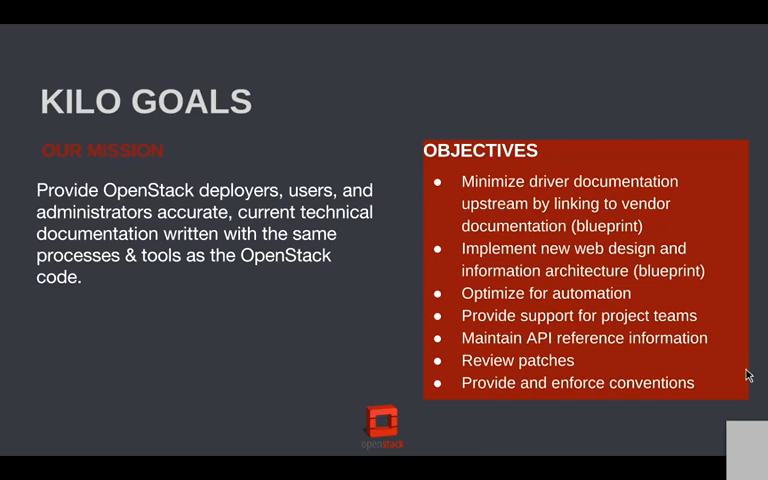 KILO GOALS
OUR MISSION
Provide OpenStack deployers, users, and
administrators accurate, current technical
documentation written with the same
processes & tools as the OpenStack
code.
OBJECTIVES
● Minimize driver documentation
upstream by linking to vendor
documentation (blueprint)
● Implement new web design and
information architecture (blueprint)
● Optimize for automation
● Provide support for project teams
● Maintain API reference information
● Review patches
● Provide and enforce conventions
openstack